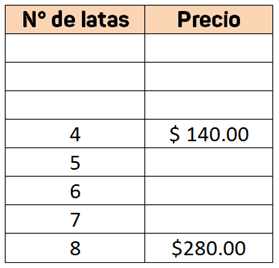 N° de latas Precio
4 $ 140.00
5
6
7
8 $280.00